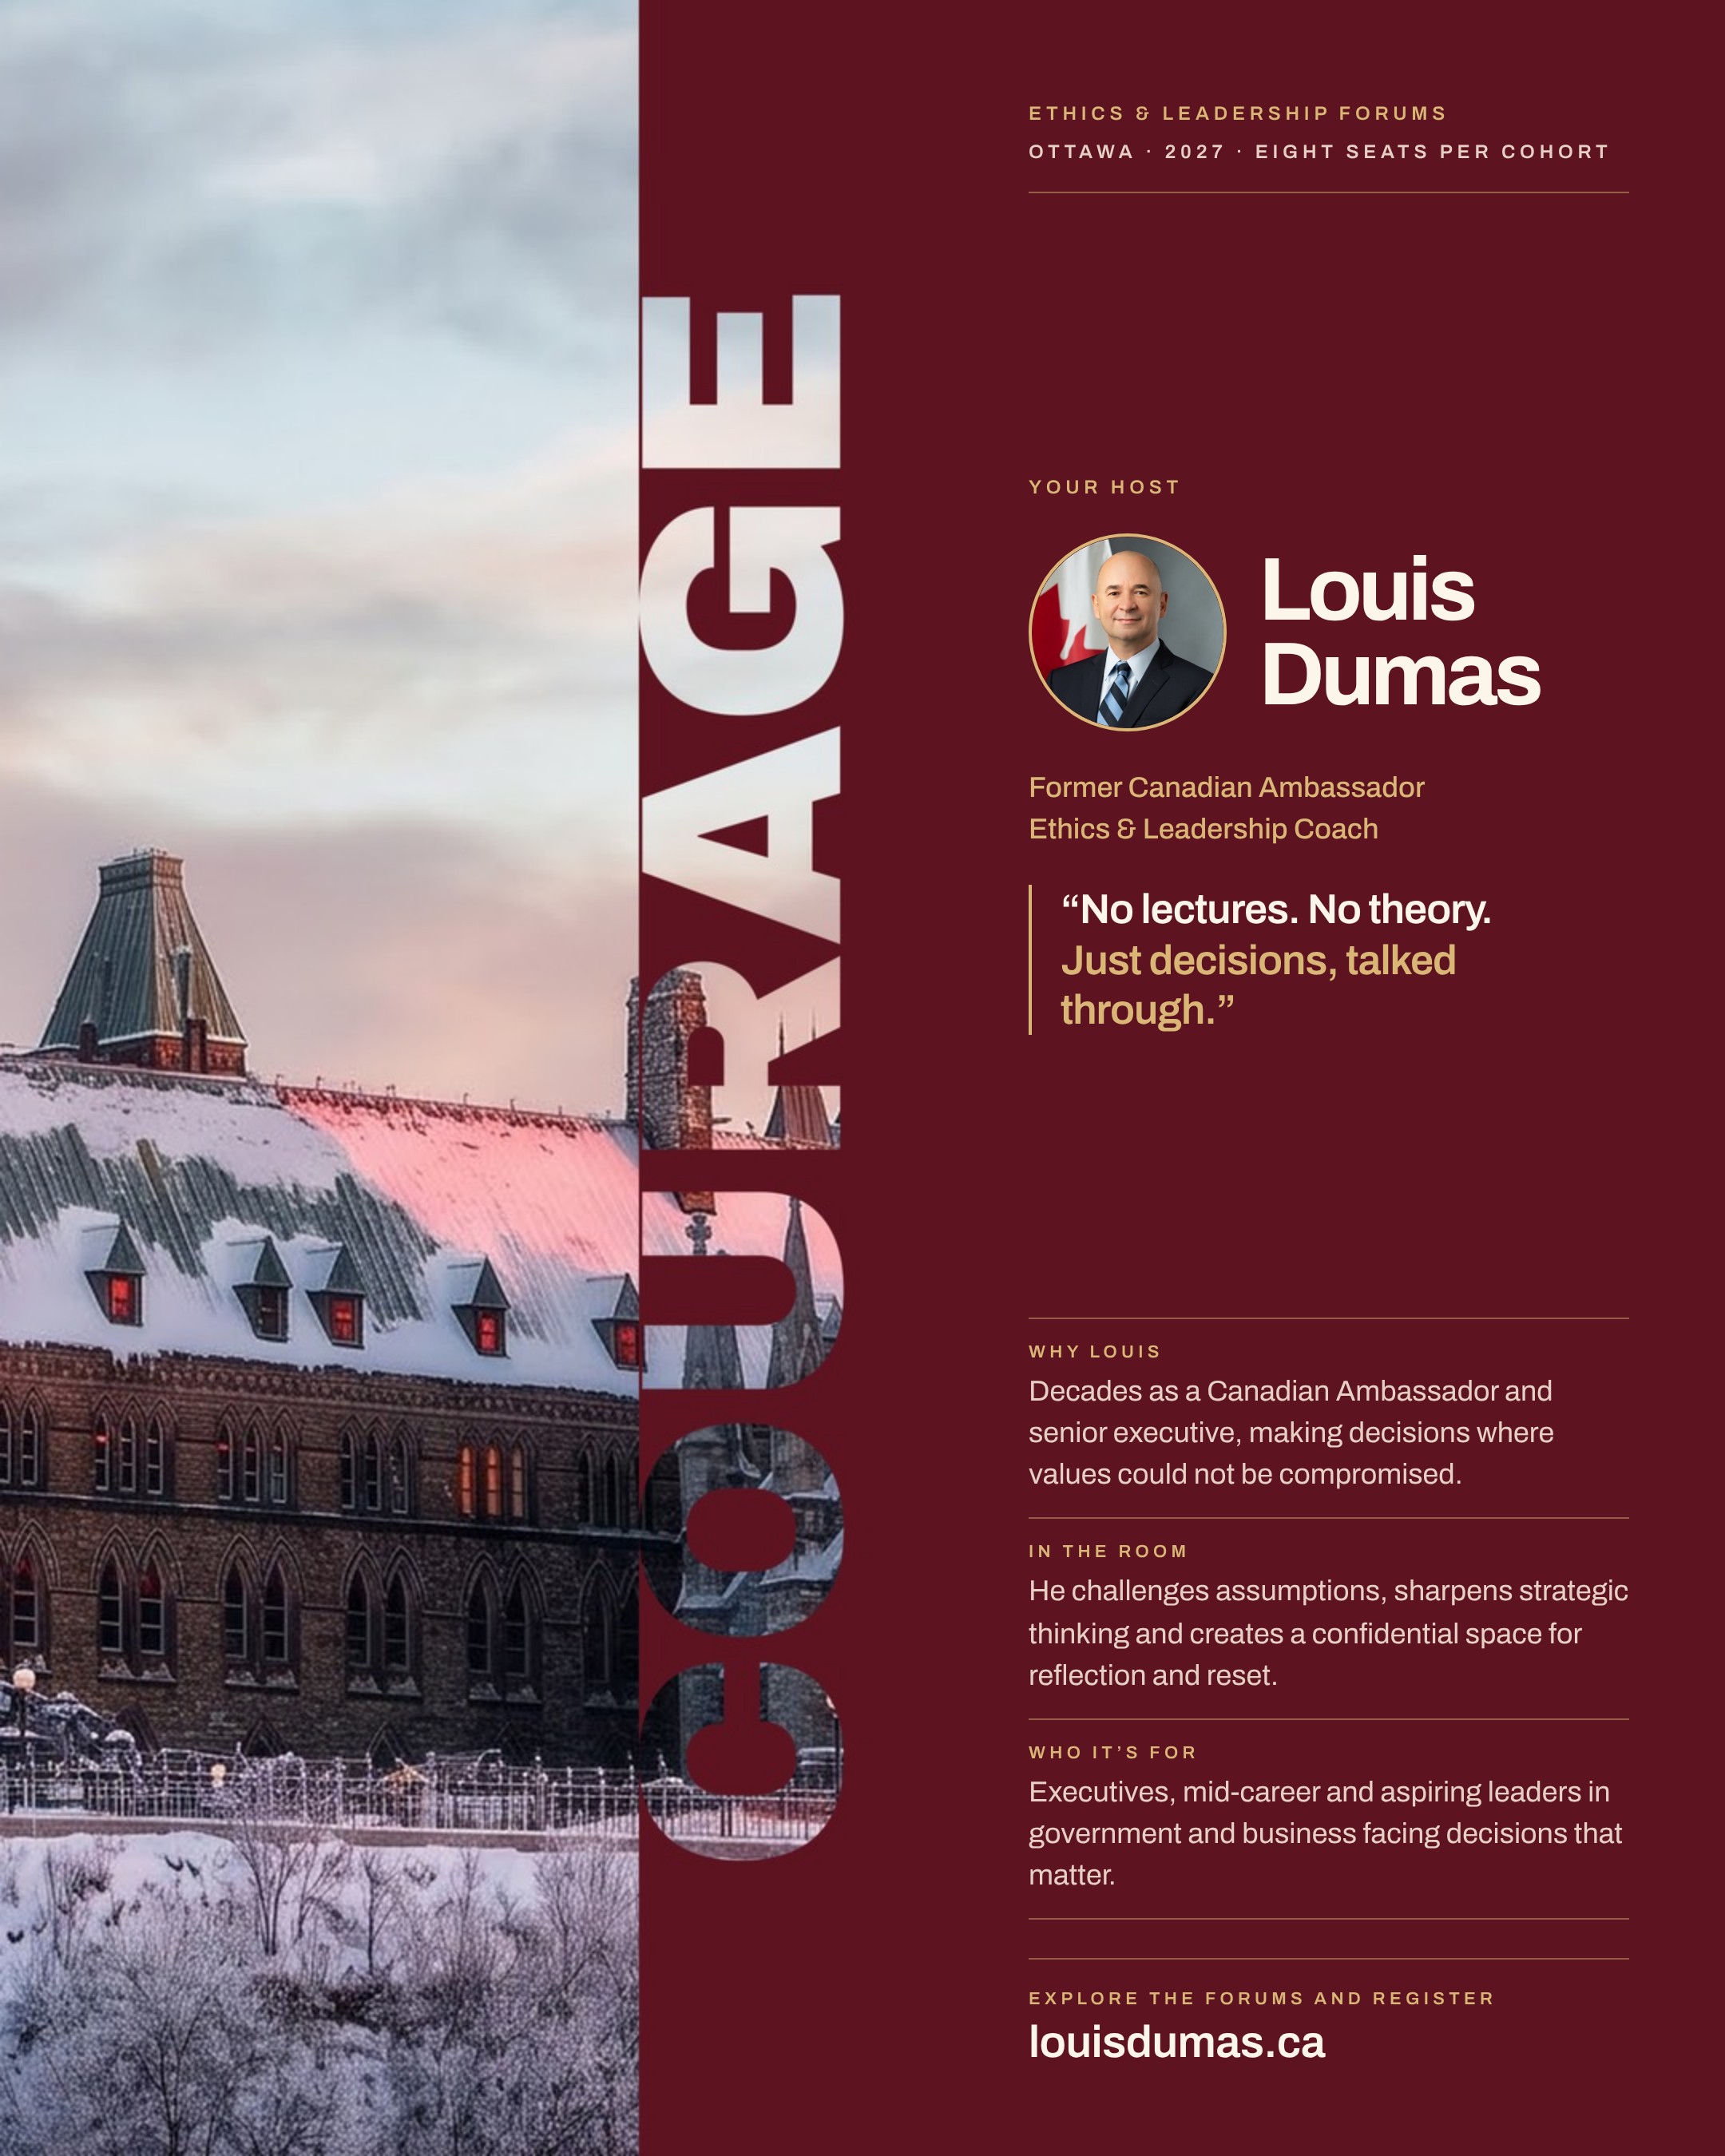 ETHICS & LEADERSHIP FORUMS
OTTAWA · 2027 · EIGHT SEATS PER COHORT
COURAGE
YOUR HOST
Louis
Dumas
Former Canadian Ambassador
Ethics & Leadership Coach
“No lectures. No theory.
Just decisions, talked
through.”
WHY LOUIS
Decades as a Canadian Ambassador and
senior executive, making decisions where
values could not be compromised.
IN THE ROOM
He challenges assumptions, sharpens strategic
thinking and creates a confidential space for
reflection and reset.
WHO IT’S FOR
Executives, mid-career and aspiring leaders in
government and business facing decisions that
matter.
EXPLORE THE FORUMS AND REGISTER
louisdumas.ca